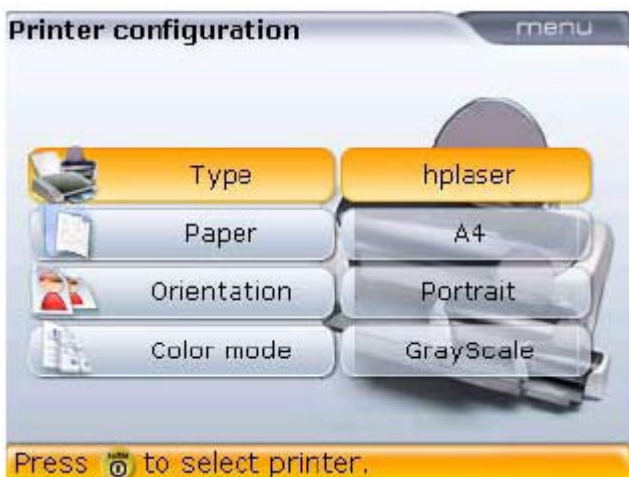 Printer configuration
menu
Type hplaser
Paper A4
Orientation Portrait
Color mode GrayScale
Press to select printer.